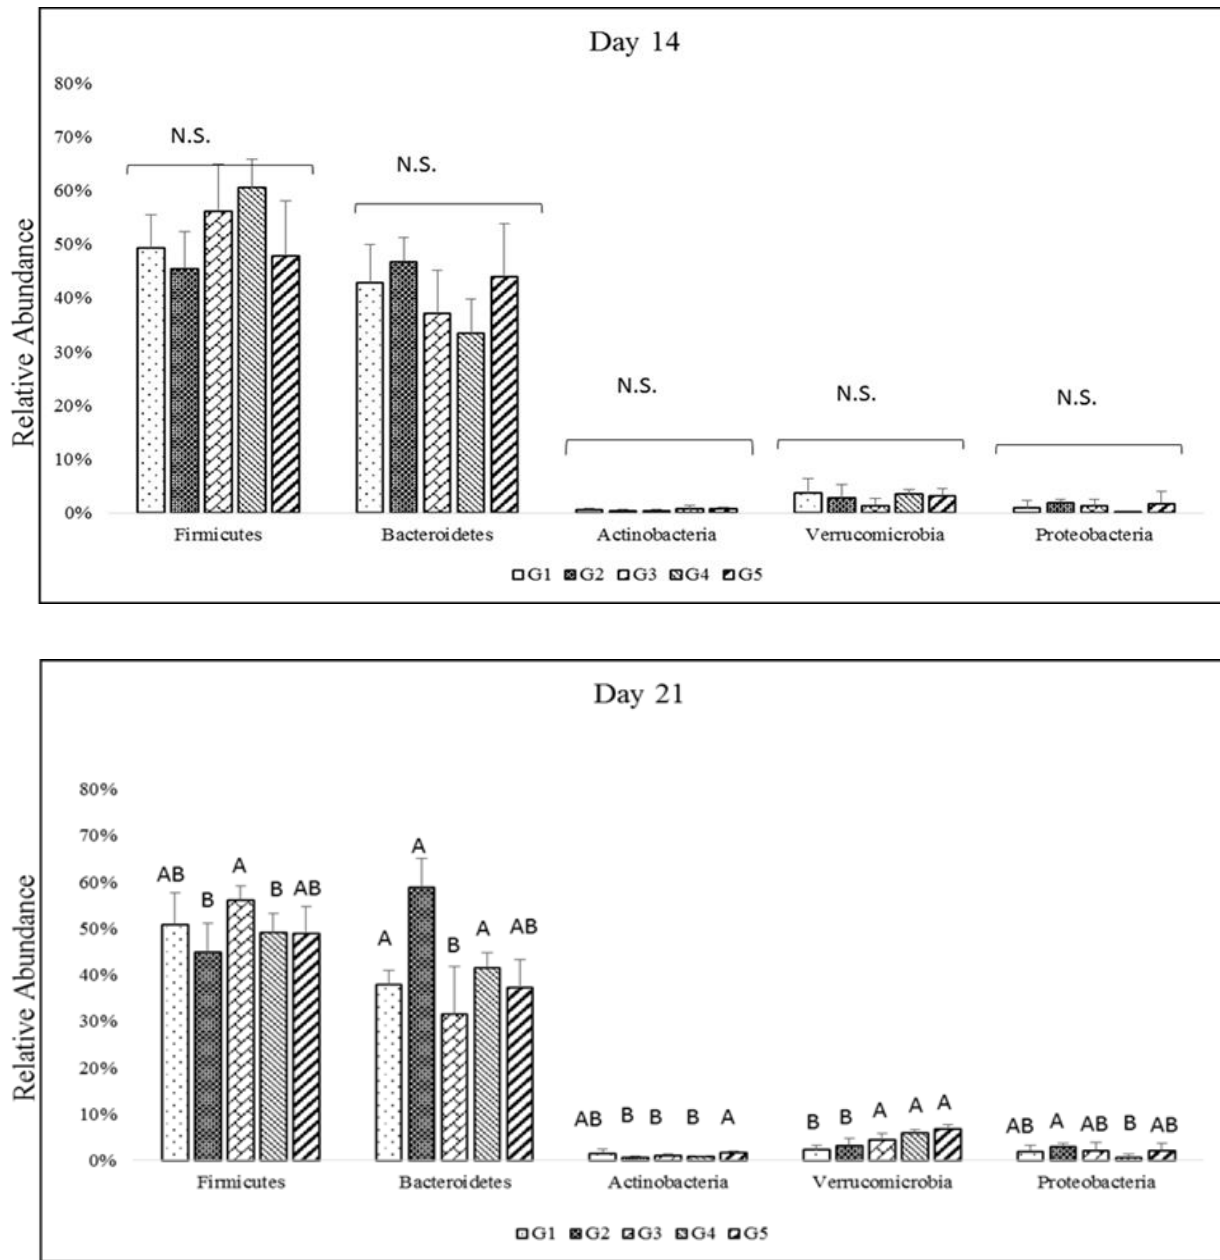 Day 14
80%
70%
60%
50%
40%
30%
20%
10%
0%
Relative Abundance
N.S.
N.S.
N.S.
N.S.
N.S.
Firmicutes Bacteroidetes Actinobacteria Verrucomicrobia Proteobacteria
G1 G2 G3 G4 G5
Day 21
80%
70%
60%
50%
40%
30%
20%
10%
0%
Relative Abundance
AB B A B AB
A A B A AB
AB B B B A
B B A A A
AB A AB B AB
Firmicutes Bacteroidetes Actinobacteria Verrucomicrobia Proteobacteria
G1 G2 G3 G4 G5